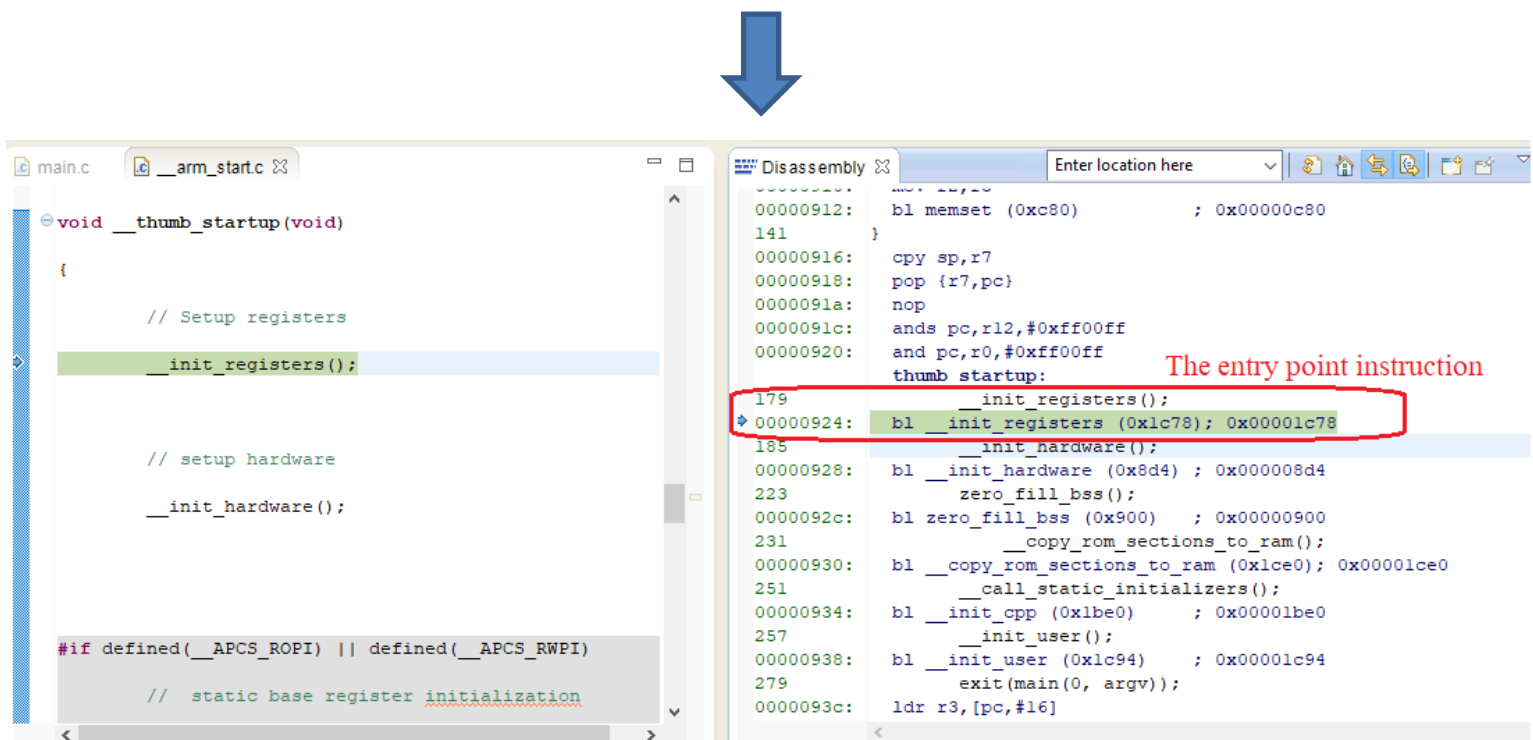 main.c
__arm_start.c
void __thumb_startup(void)
{
// Setup registers
__init_registers();
// setup hardware
__init_hardware();
#if defined(__APCS_ROPI) || defined(__APCS_RWPI)
// static base register initialization
Disassembly
Enter location here
00000912: bl memset (0xc80) ; 0x00000c80
141 }
00000916: cpy sp,r7
00000918: pop {r7,pc}
0000091a: nop
0000091c: ands pc,r12,#0xff00ff
00000920: and pc,r0,#0xff00ff
The entry point instruction
thumb startup:
179 __init_registers();
00000924: bl __init_registers (0x1c78); 0x00001c78
185 __init_hardware();
00000928: bl __init_hardware (0x8d4) ; 0x000008d4
223 zero_fill_bss();
0000092c: bl zero_fill_bss (0x900) ; 0x00000900
231 __copy_rom_sections_to_ram();
00000930: bl __copy_rom_sections_to_ram (0x1ce0); 0x00001ce0
251 __call_static_initializers();
00000934: bl __init_cpp (0x1be0) ; 0x00001be0
257 __init_user();
00000938: bl __init_user (0x1c94) ; 0x00001c94
279 exit(main(0, argv));
0000093c: ldr r3,[pc,#16]